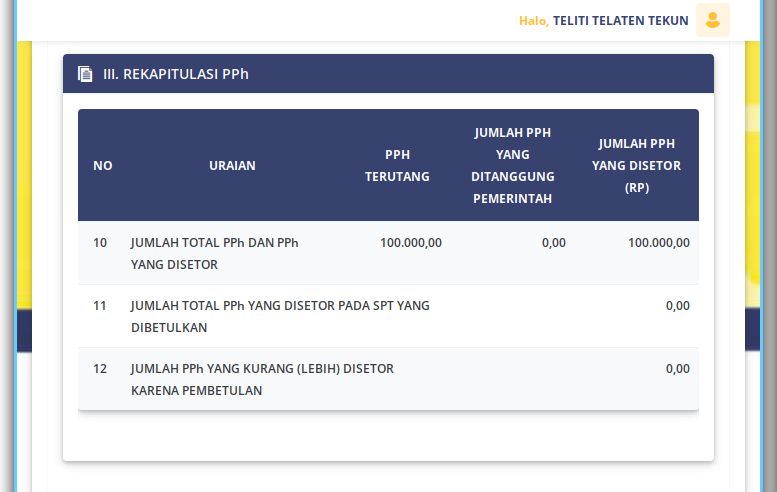 Halo, TELITI TELATEN TEKUN
III. REKAPITULASI PPh
NO
URAIAN
PPH
TERUTANG
JUMLAH PPH
YANG
DITANGGUNG
PEMERINTAH
JUMLAH PPH
YANG DISETOR
(RP)
10 JUMLAH TOTAL PPh DAN PPh 100.000,00 0,00 100.000,00
YANG DISETOR
11 JUMLAH TOTAL PPh YANG DISETOR PADA SPT YANG 0,00
DIBETULKAN
12 JUMLAH PPh YANG KURANG (LEBIH) DISETOR 0,00
KARENA PEMBETULAN